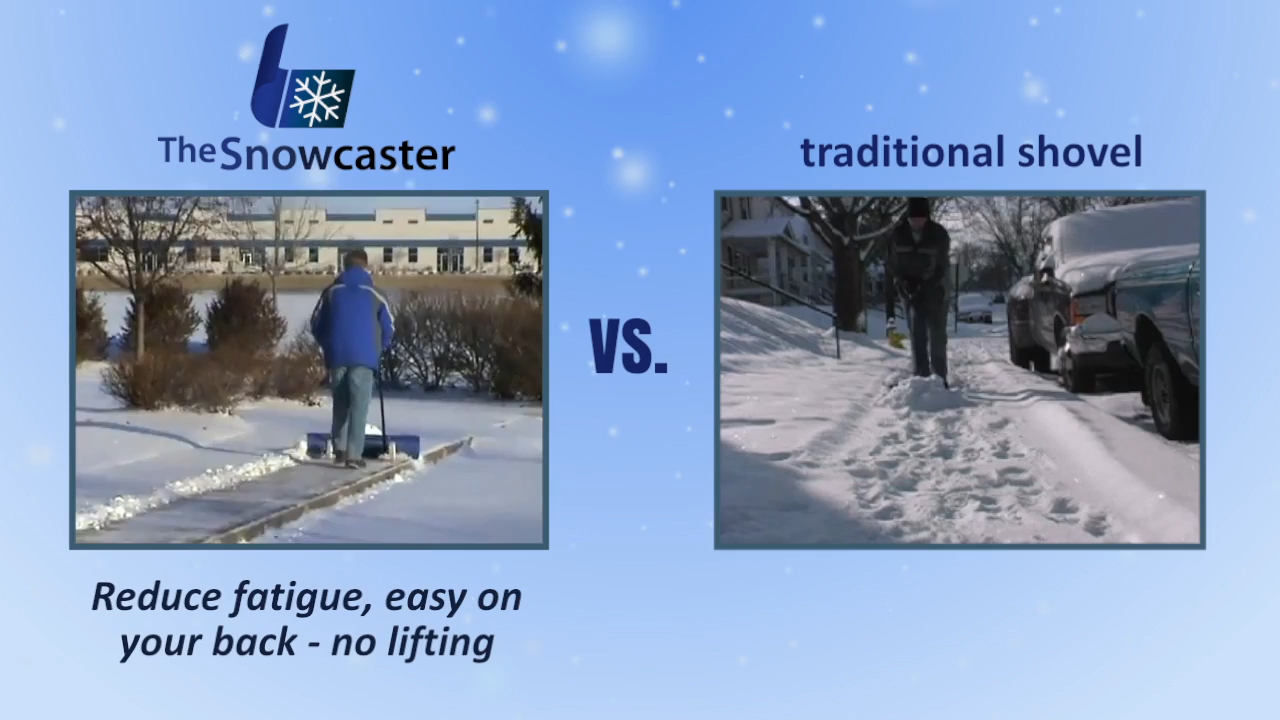 TheSnowcaster
traditional shovel
VS.
Reduce fatigue, easy on
your back - no lifting